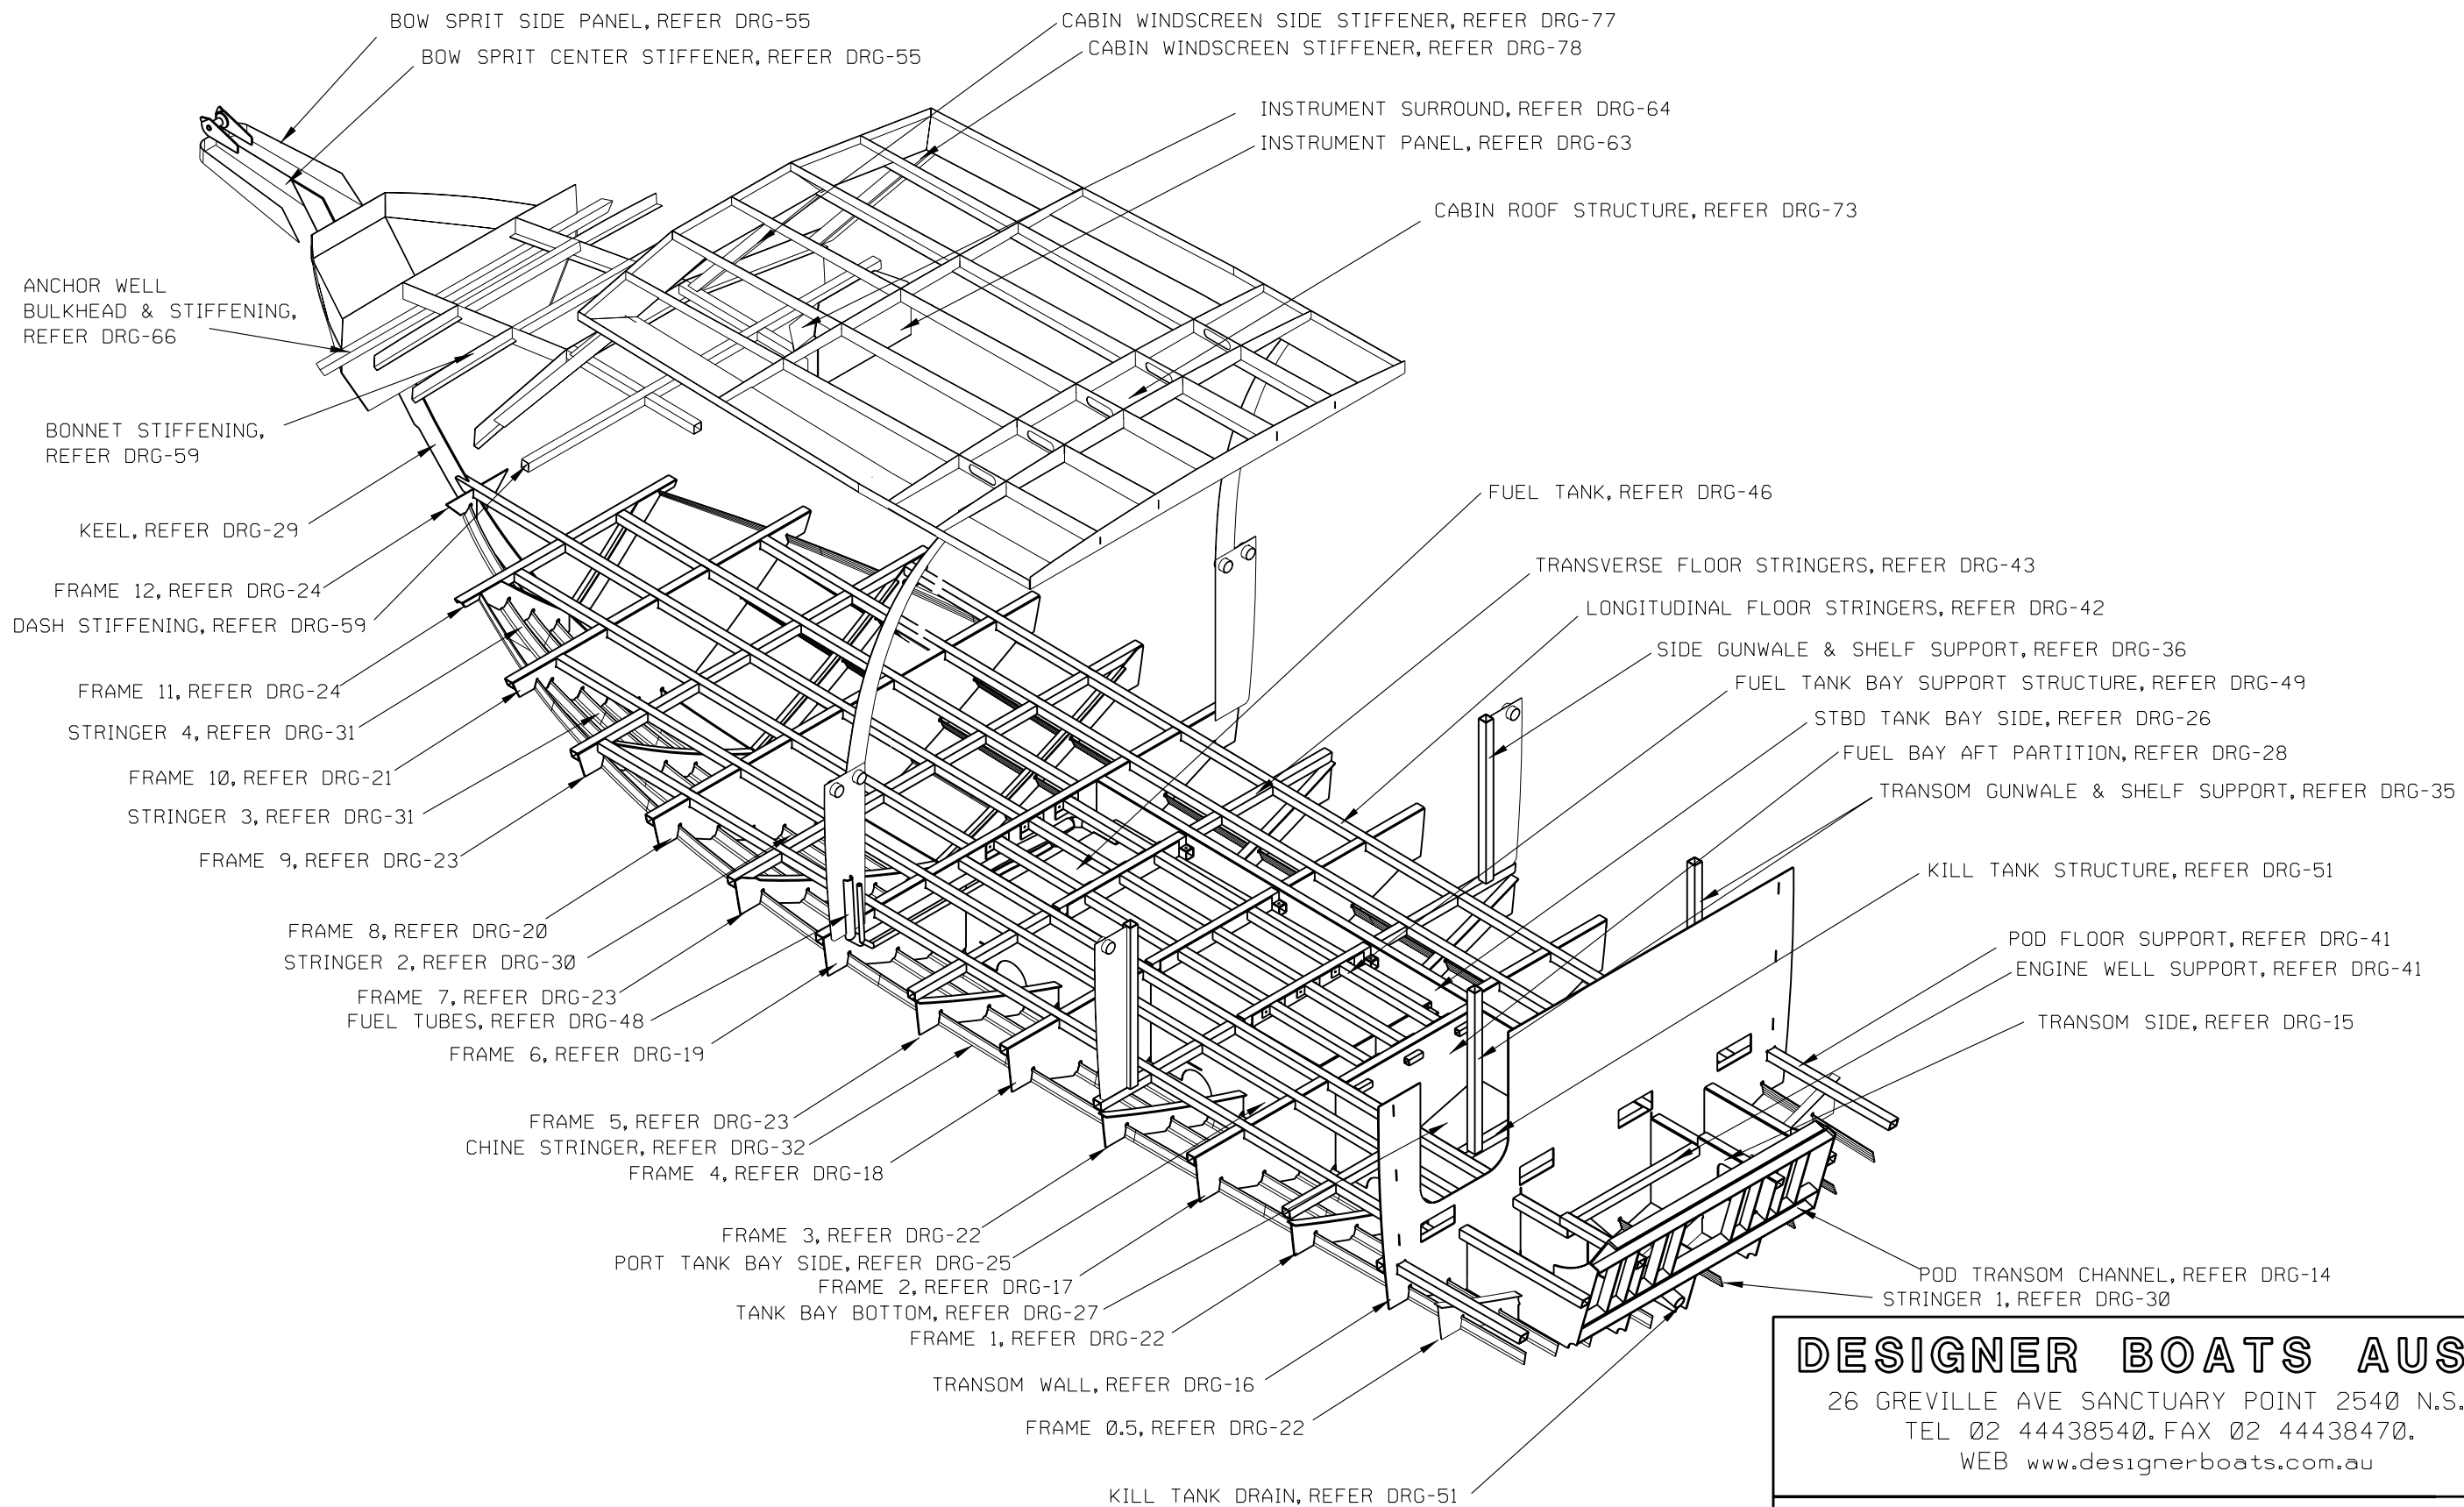 BOW SPRIT SIDE PANEL, REFER DRG-55
BOW SPRIT CENTER STIFFENER, REFER DRG-55
CABIN WINDSCREEN SIDE STIFFENER, REFER DRG-77
CABIN WINDSCREEN STIFFENER, REFER DRG-78
INSTRUMENT SURROUND, REFER DRG-64
INSTRUMENT PANEL, REFER DRG-63
CABIN ROOF STRUCTURE, REFER DRG-73
ANCHOR WELL
BULKHEAD & STIFFENING,
REFER DRG-66
BONNET STIFFENING,
REFER DRG-59
KEEL, REFER DRG-29
FRAME 12, REFER DRG-24
DASH STIFFENING, REFER DRG-59
FRAME 11, REFER DRG-24
STRINGER 4, REFER DRG-31
FRAME 10, REFER DRG-21
STRINGER 3, REFER DRG-31
FRAME 9, REFER DRG-23
FRAME 8, REFER DRG-20
STRINGER 2, REFER DRG-30
FRAME 7, REFER DRG-23
FUEL TUBES, REFER DRG-48
FRAME 6, REFER DRG-19
FRAME 5, REFER DRG-23
CHINE STRINGER, REFER DRG-32
FRAME 4, REFER DRG-18
FRAME 3, REFER DRG-22
PORT TANK BAY SIDE, REFER DRG-25
FRAME 2, REFER DRG-17
TANK BAY BOTTOM, REFER DRG-27
FRAME 1, REFER DRG-22
TRANSOM WALL, REFER DRG-16
FRAME 0.5, REFER DRG-22
KILL TANK DRAIN, REFER DRG-51
FUEL TANK, REFER DRG-46
TRANSVERSE FLOOR STRINGERS, REFER DRG-43
LONGITUDINAL FLOOR STRINGERS, REFER DRG-42
SIDE GUNWALE & SHELF SUPPORT, REFER DRG-36
FUEL TANK BAY SUPPORT STRUCTURE, REFER DRG-49
STBD TANK BAY SIDE, REFER DRG-26
FUEL BAY AFT PARTITION, REFER DRG-28
TRANSOM GUNWALE & SHELF SUPPORT, REFER DRG-35
KILL TANK STRUCTURE, REFER DRG-51
POD FLOOR SUPPORT, REFER DRG-41
ENGINE WELL SUPPORT, REFER DRG-41
TRANSOM SIDE, REFER DRG-15
POD TRANSOM CHANNEL, REFER DRG-14
STRINGER 1, REFER DRG-30
DESIGNER BOATS AUS
26 GREVILLE AVE SANCTUARY POINT 2540 N.S.
TEL 02 44438540. FAX 02 44438470.
WEB www.designerboats.com.au